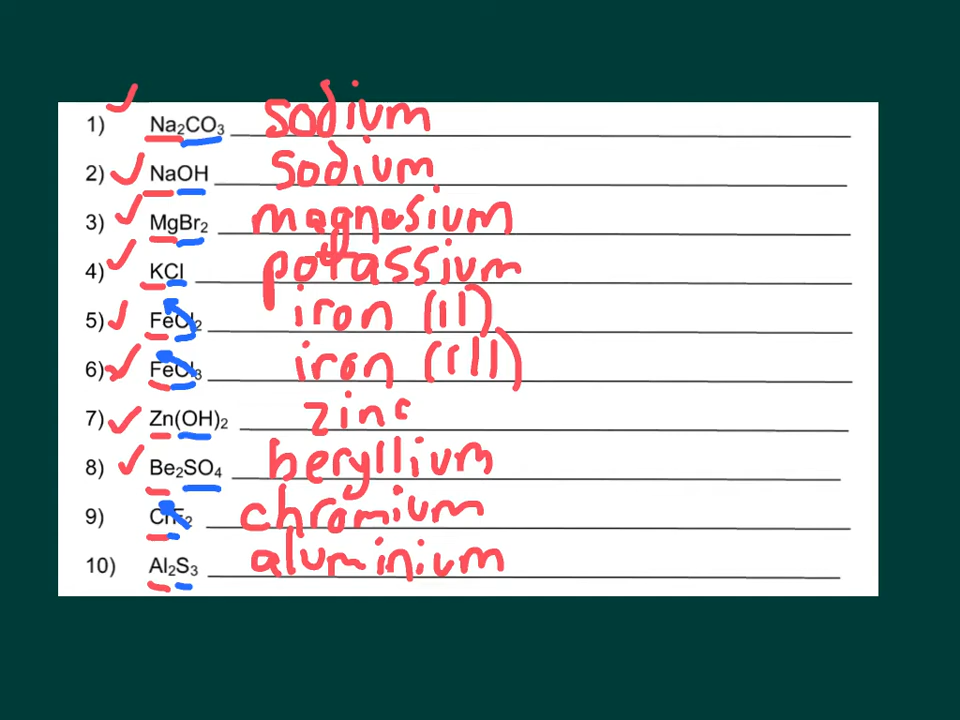 1) Na₂CO₃ sodium
2) NaOH sodium
3) MgBr₂ magnesium
4) KCl potassium
5) FeCl₂ iron (II)
6) FeCl₃ iron (III)
7) Zn(OH)₂ zinc
8) Be₂SO₄ beryllium
9) CrF₂ chromium
10) Al₂S₃ aluminium